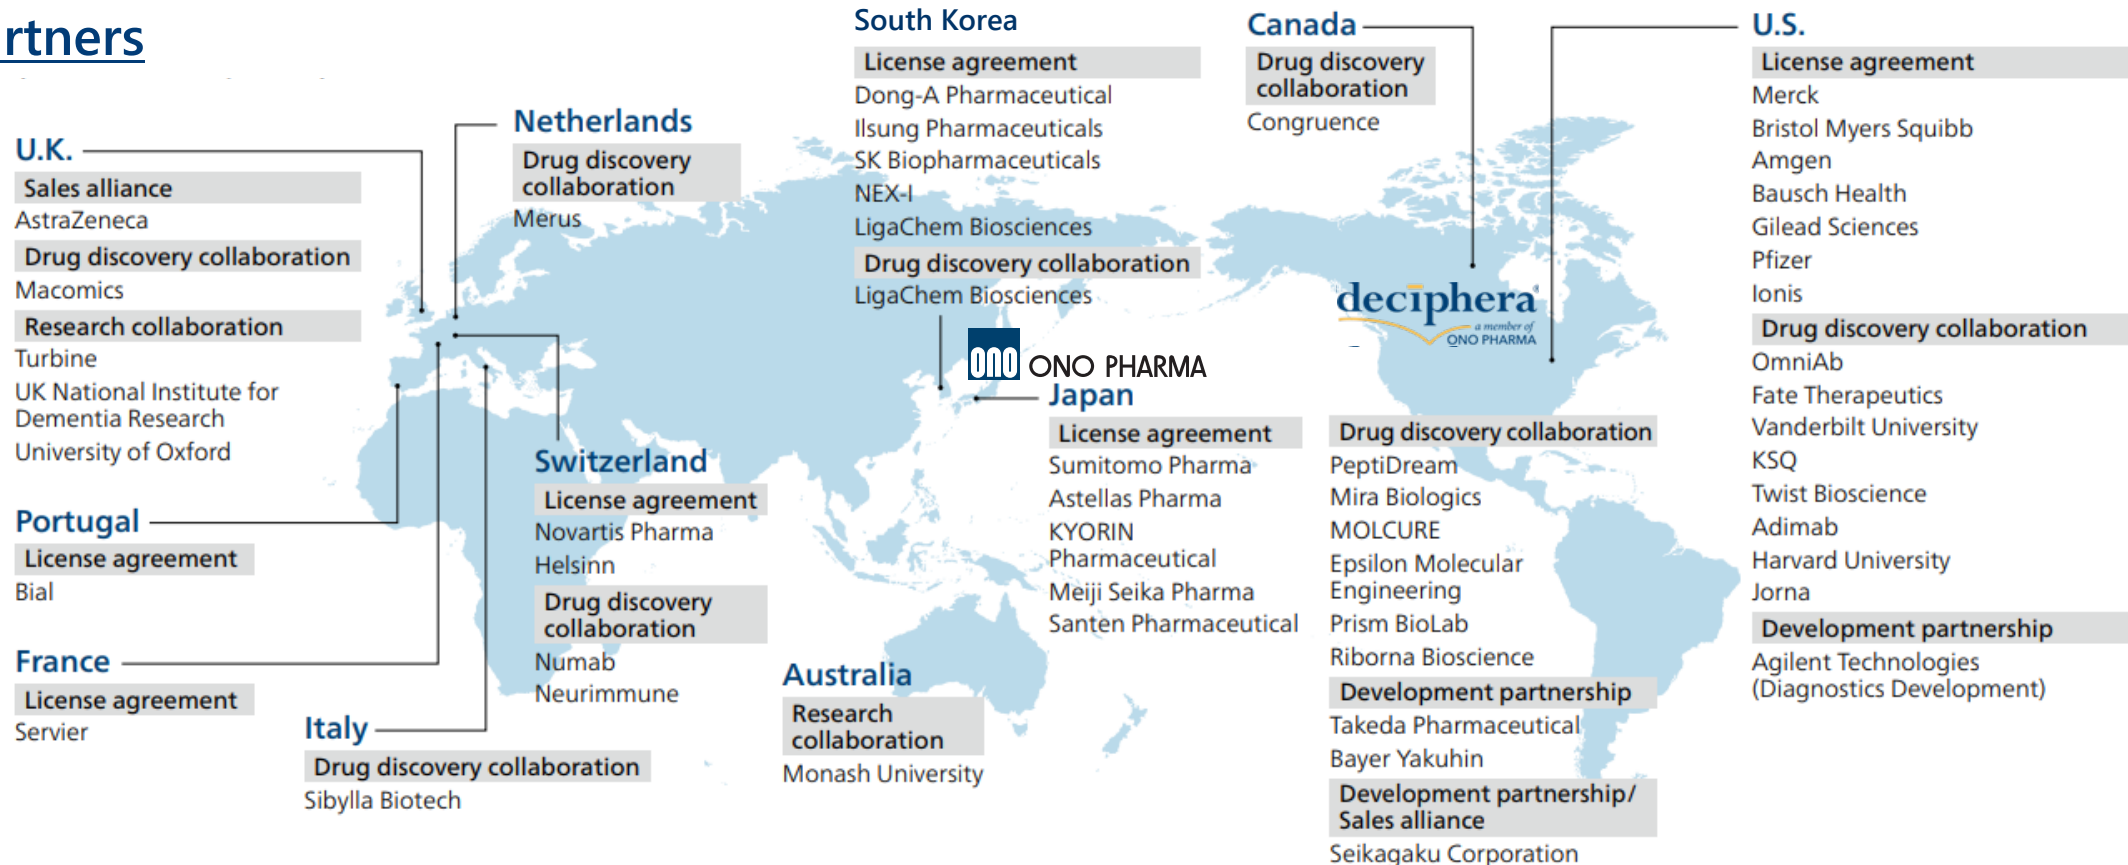 rtners
U.K.
Sales alliance
AstraZeneca
Drug discovery collaboration
Macomics
Research collaboration
Turbine
UK National Institute for
Dementia Research
University of Oxford
Portugal
License agreement
Bial
France
License agreement
Servier
Italy
Drug discovery collaboration
Sibylla Biotech
Netherlands
Drug discovery
collaboration
Merus
Switzerland
License agreement
Novartis Pharma
Helsinn
Drug discovery
collaboration
Numab
Neurimmune
South Korea
License agreement
Dong-A Pharmaceutical
Ilsung Pharmaceuticals
SK Biopharmaceuticals
NEX-I
LigaChem Biosciences
Drug discovery collaboration
LigaChem Biosciences
Australia
Research
collaboration
Monash University
ono ONO PHARMA
Japan
License agreement
Sumitomo Pharma
Astellas Pharma
KYORIN
Pharmaceutical
Meiji Seika Pharma
Santen Pharmaceutical
Drug discovery collaboration
PeptiDream
Mira Biologics
MOLCURE
Epsilon Molecular
Engineering
Prism BioLab
Riborna Bioscience
Development partnership
Takeda Pharmaceutical
Bayer Yakuhin
Development partnership/
Sales alliance
Seikagaku Corporation
Canada
Drug discovery
collaboration
Congruence
deciphera
a member of
ONO PHARMA
U.S.
License agreement
Merck
Bristol Myers Squibb
Amgen
Bausch Health
Gilead Sciences
Pfizer
Ionis
Drug discovery collaboration
OmniAb
Fate Therapeutics
Vanderbilt University
KSQ
Twist Bioscience
Adimab
Harvard University
Jorna
Development partnership
Agilent Technologies
(Diagnostics Development)